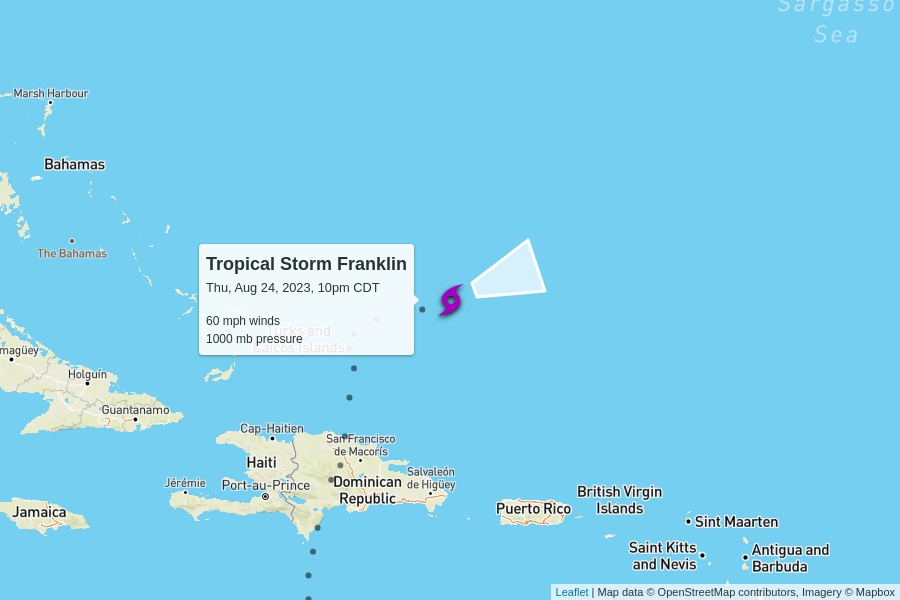 Sargasso
Sea
Marsh Harbour
Bahamas
The Bahamas
Tropical Storm Franklin
Thu, Aug 24, 2023, 10pm CDT
60 mph winds
1000 mb pressure
Turks and
Caicos Islands
magüey
Holguín
Guantanamo
Cap-Haitien
San Francisco
de Macorís
Haiti
Salvaleón
de Higüey
Jérémie
Port-au-Prince
Dominican
Republic
Jamaica
Puerto Rico
British Virgin
Islands
Sint Maarten
Saint Kitts
and Nevis
Antigua and
Barbuda
Leaflet | Map data © OpenStreetMap contributors, Imagery © Mapbox